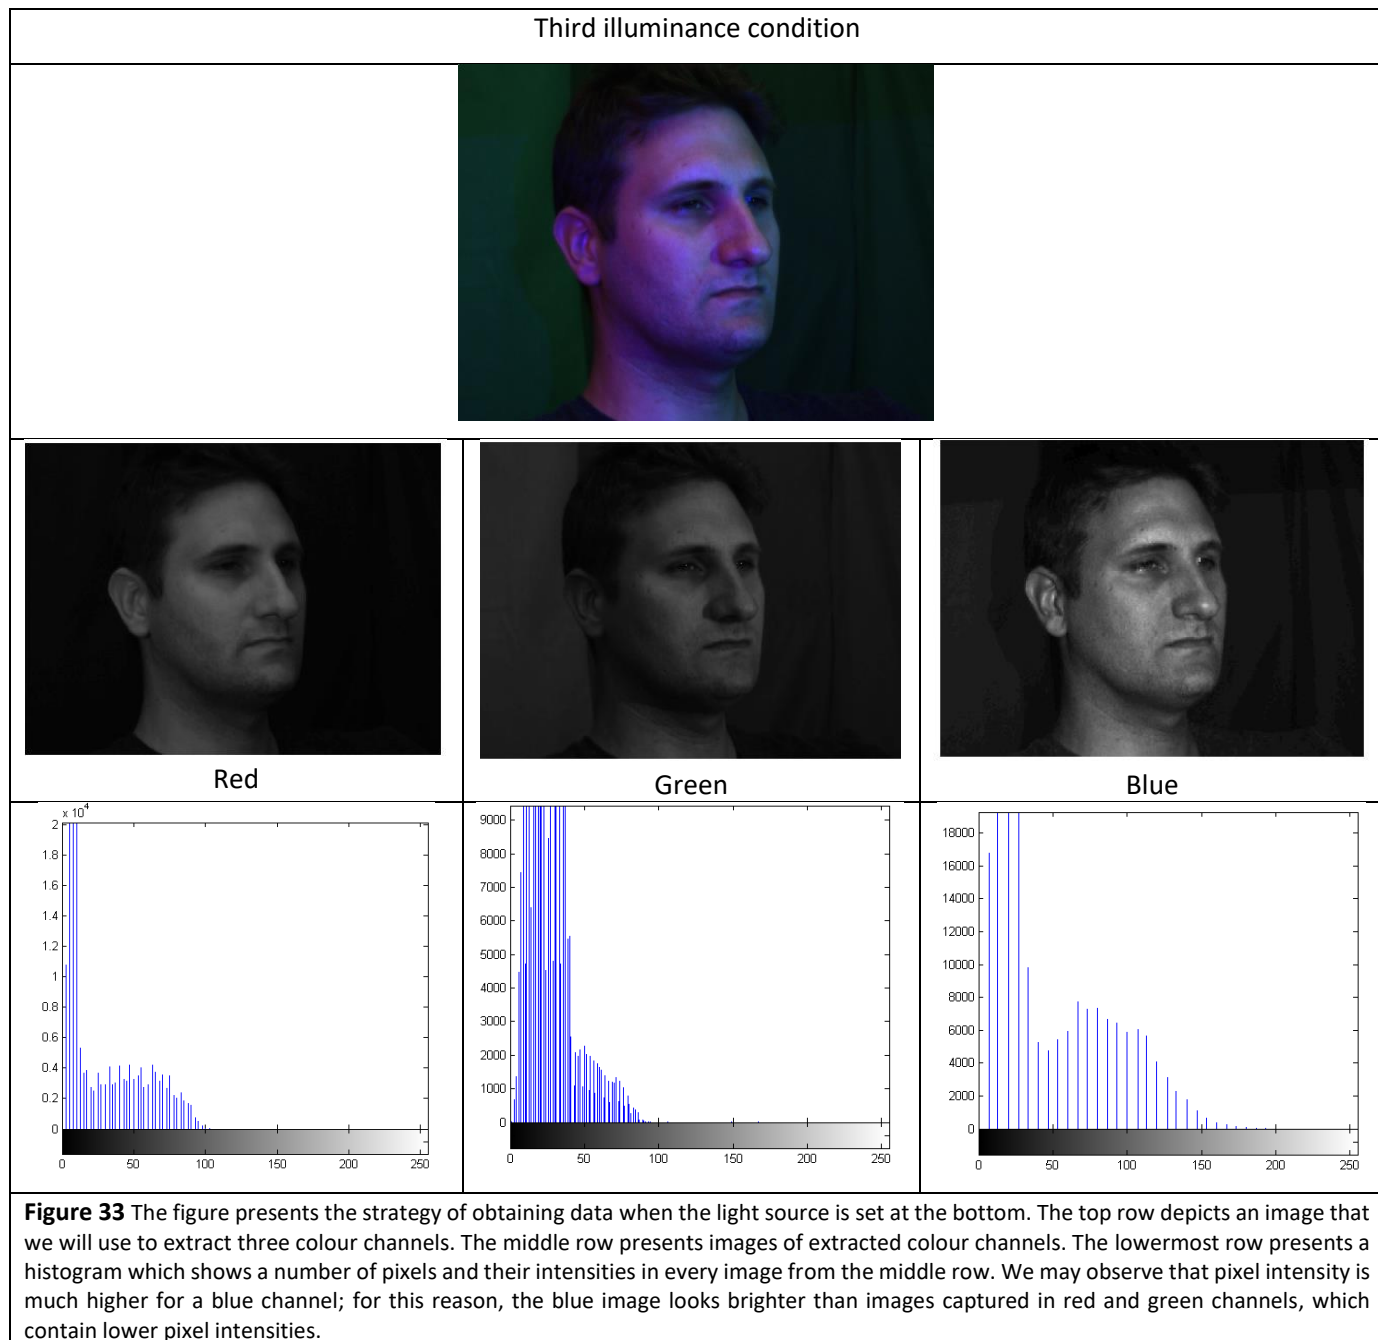 Third illuminance condition
Red
Green
Blue
x 10^4
2
1.8
1.6
1.4
1.2
1
0.8
0.6
0.4
0.2
0
0 50 100 150 200 250
9000
8000
7000
6000
5000
4000
3000
2000
1000
0
0 50 100 150 200 250
18000
16000
14000
12000
10000
8000
6000
4000
2000
0
0 50 100 150 200 250
Figure 33 The figure presents the strategy of obtaining data when the light source is set at the bottom. The top row depicts an image that
we will use to extract three colour channels. The middle row presents images of extracted colour channels. The lowermost row presents a
histogram which shows a number of pixels and their intensities in every image from the middle row. We may observe that pixel intensity is
much higher for a blue channel; for this reason, the blue image looks brighter than images captured in red and green channels, which
contain lower pixel intensities.